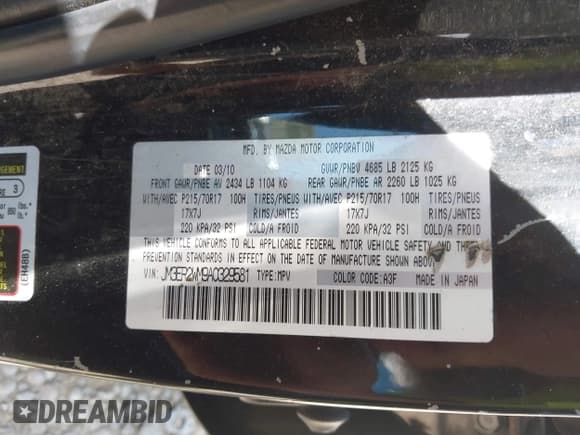 MFD. BY MAZDA MOTOR CORPORATION
DATE 03/10 GVWR/PNBV 4685 LB 2125 KG
FRONT GAWR/PNBE AV 2434 LB 1104 KG REAR GAWR/PNBE AR 2260 LB 1025 KG
WITH/AVEC P215/70R17 100H TIRES/PNEUS WITH/AVEC P215/70R17 100H TIRES/PNEUS
17X7J RIMS/JANTES 17X7J RIMS/JANTES
220 KPA/32 PSI COLD/A FROID 220 KPA/32 PSI COLD/A FROID
THIS VEHICLE CONFORMS TO ALL APPLICABLE FEDERAL MOTOR VEHICLE SAFETY AND THEFT
PREVENTION STANDARDS IN EFFECT ON THE DATE OF MANUFACTURE SHOWN ABOVE
VIN: JM3ER2WM9A0329581 TYPE: MPV COLOR CODE: A3F MADE IN JAPAN
3
lbs.*
(EH48B)
DREAMBID